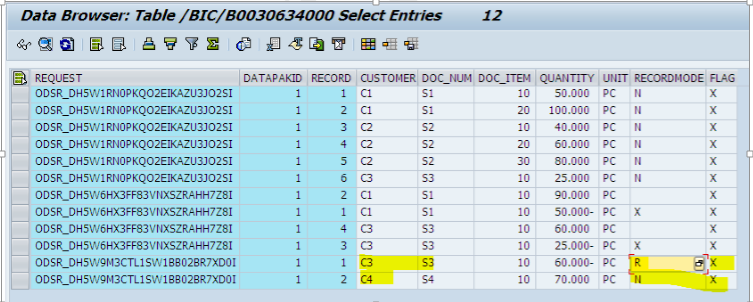 Data Browser: Table /BIC/B0030634000 Select Entries 12
REQUEST DATAPAKID RECORD CUSTOMER DOC_NUM DOC_ITEM QUANTITY UNIT RECORDMODE FLAG
ODSR_DH5W1RN0PKQO2EIKAZU3JO2SI 1 1 C1 S1 10 50.000 PC N X
ODSR_DH5W1RN0PKQO2EIKAZU3JO2SI 1 2 C1 S1 20 100.000 PC N X
ODSR_DH5W1RN0PKQO2EIKAZU3JO2SI 1 3 C2 S2 10 40.000 PC N X
ODSR_DH5W1RN0PKQO2EIKAZU3JO2SI 1 4 C2 S2 20 60.000 PC N X
ODSR_DH5W1RN0PKQO2EIKAZU3JO2SI 1 5 C2 S2 30 80.000 PC N X
ODSR_DH5W1RN0PKQO2EIKAZU3JO2SI 1 6 C3 S3 10 25.000 PC N X
ODSR_DH5W6HX3FF83VNXSZRAHH7Z8I 1 2 C1 S1 10 90.000 PC X
ODSR_DH5W6HX3FF83VNXSZRAHH7Z8I 1 1 C1 S1 10 50.000- PC X X
ODSR_DH5W6HX3FF83VNXSZRAHH7Z8I 1 4 C3 S3 10 60.000 PC X
ODSR_DH5W6HX3FF83VNXSZRAHH7Z8I 1 3 C3 S3 10 25.000- PC X X
ODSR_DH5W9M3CTL1SW1BB02BR7XD0I 1 1 C3 S3 10 60.000- PC R X
ODSR_DH5W9M3CTL1SW1BB02BR7XD0I 1 2 C4 S4 10 70.000 PC N X